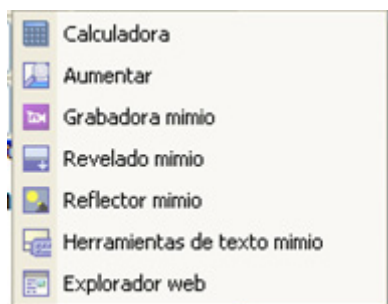 Calculadora
Aumentar
Grabadora mimio
Revelado mimio
Reflector mimio
Herramientas de texto mimio
Explorador web